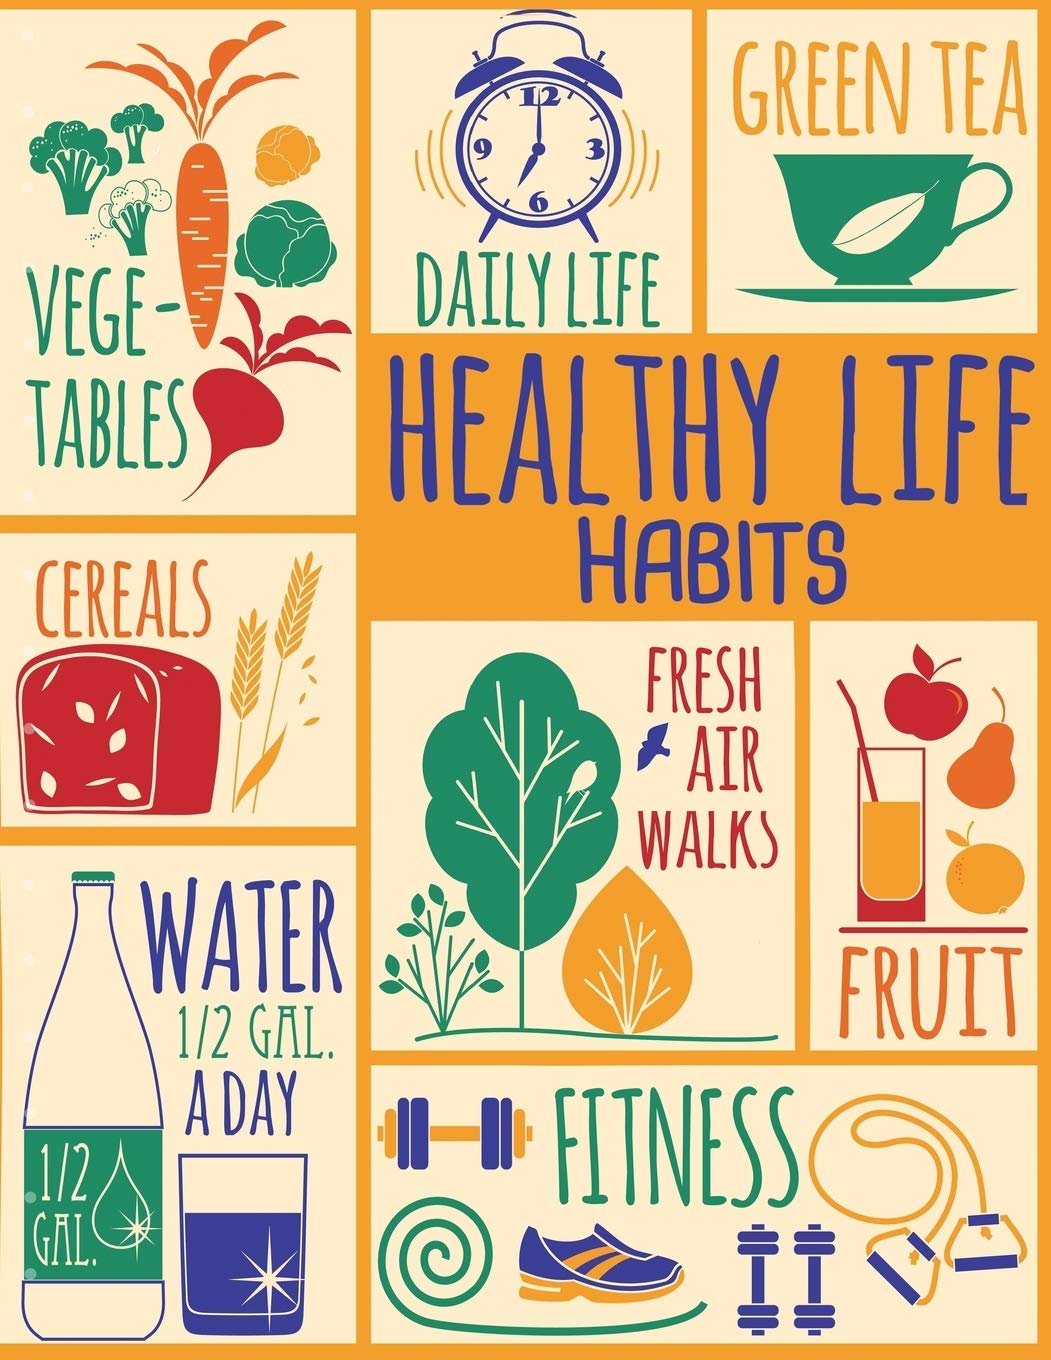 VEGE-
TABLES
12
9
3
6
DAILY LIFE
GREEN TEA
HEALTHY LIFE
HABITS
CEREALS
FRESH
AIR
WALKS
FRUIT
WATER
1/2 GAL.
A DAY
1/2
GAL.
FITNESS